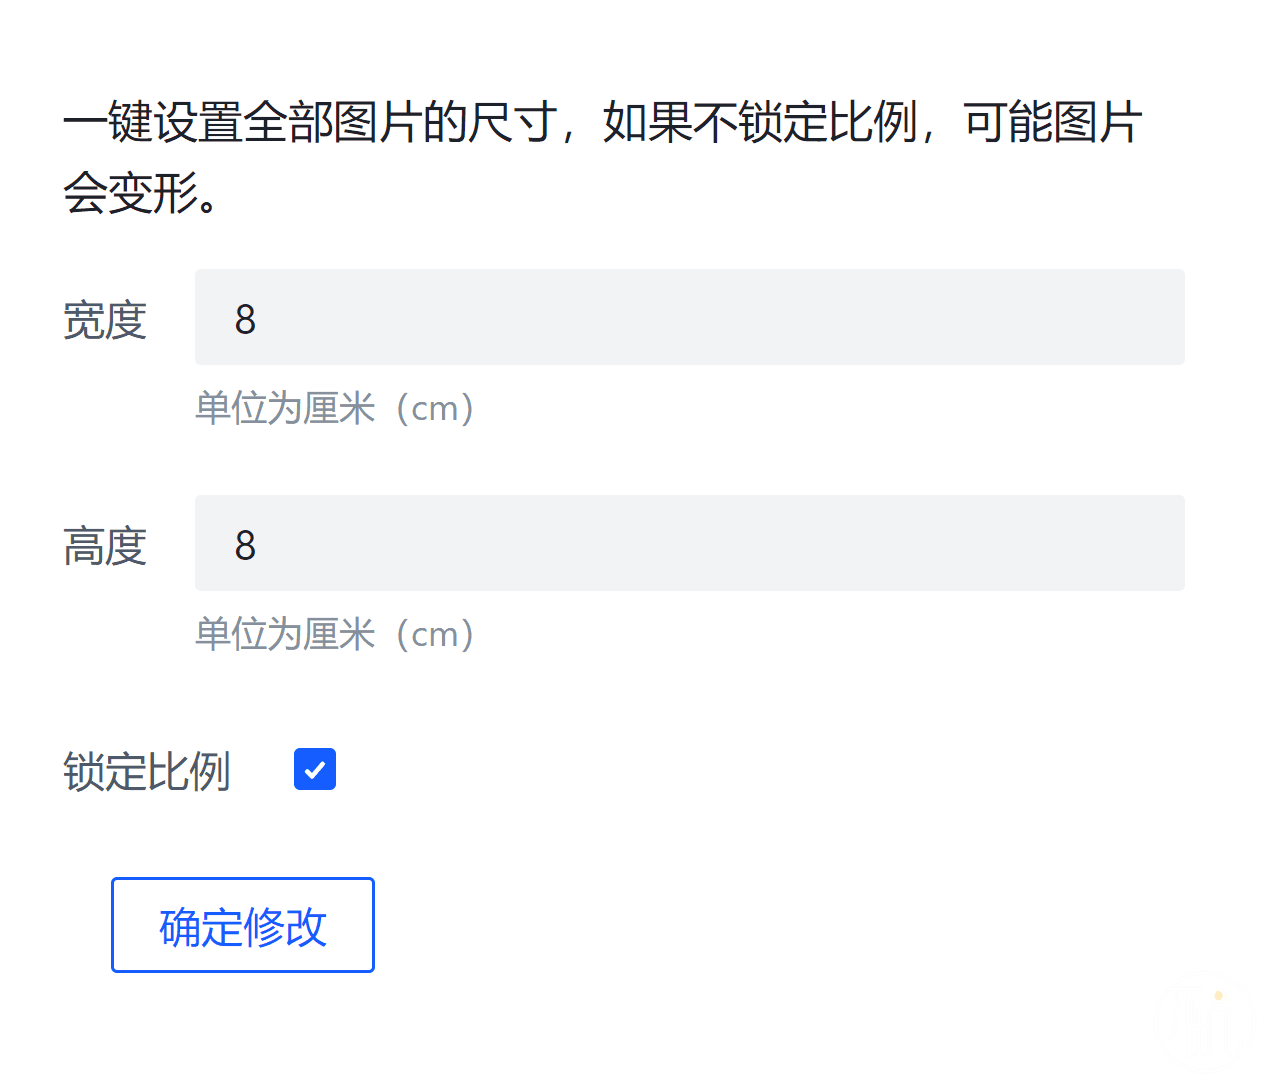 一键设置全部图片的尺寸，如果不锁定比例，可能图片
会变形。
宽度
8
单位为厘米（cm）
高度
8
单位为厘米（cm）
锁定比例
确定修改